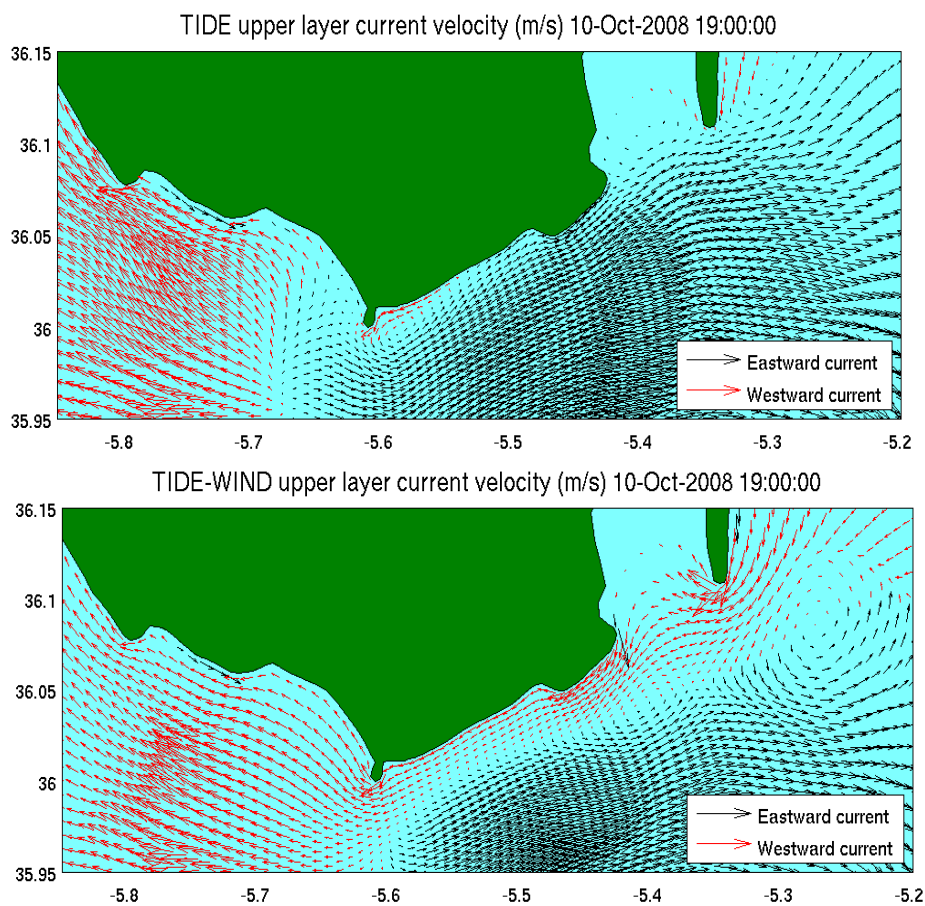 TIDE upper layer current velocity (m/s) 10-Oct-2008 19:00:00
36.15
36.1
36.05
36
35.95
-5.8 -5.7 -5.6 -5.5 -5.4 -5.3 -5.2
Eastward current
Westward current
TIDE-WIND upper layer current velocity (m/s) 10-Oct-2008 19:00:00
36.15
36.1
36.05
36
35.95
-5.8 -5.7 -5.6 -5.5 -5.4 -5.3 -5.2
Eastward current
Westward current